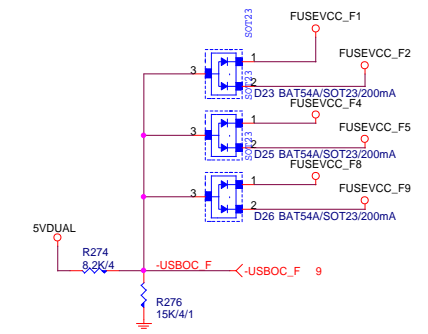 SOT23
FUSEVCC_F1
FUSEVCC_F2
1
3
2
D23 BAT54A/SOT23/200mA
SOT23
FUSEVCC_F4
FUSEVCC_F5
1
3
2
D25 BAT54A/SOT23/200mA
SOT23
FUSEVCC_F8
FUSEVCC_F9
1
3
2
D26 BAT54A/SOT23/200mA
5VDUAL
R274
8.2K/4
-USBOC_F
-USBOC_F 9
R276
15K/4/1